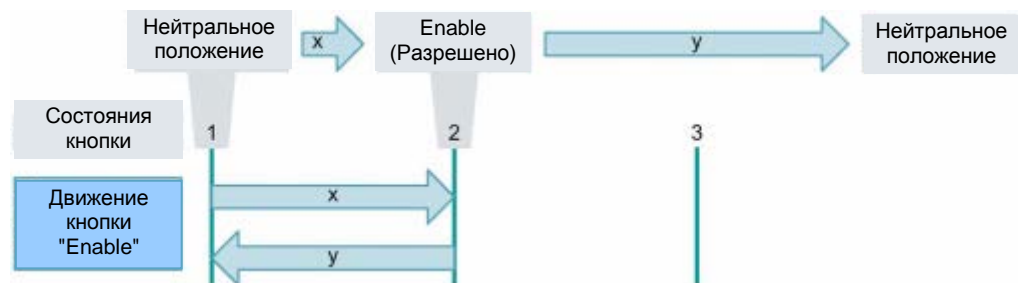 Нейтральное
положение
x
Enable
(Разрешено)
y
Нейтральное
положение
Состояния
кнопки
1
2
3
Движение
кнопки
"Enable"
x
y